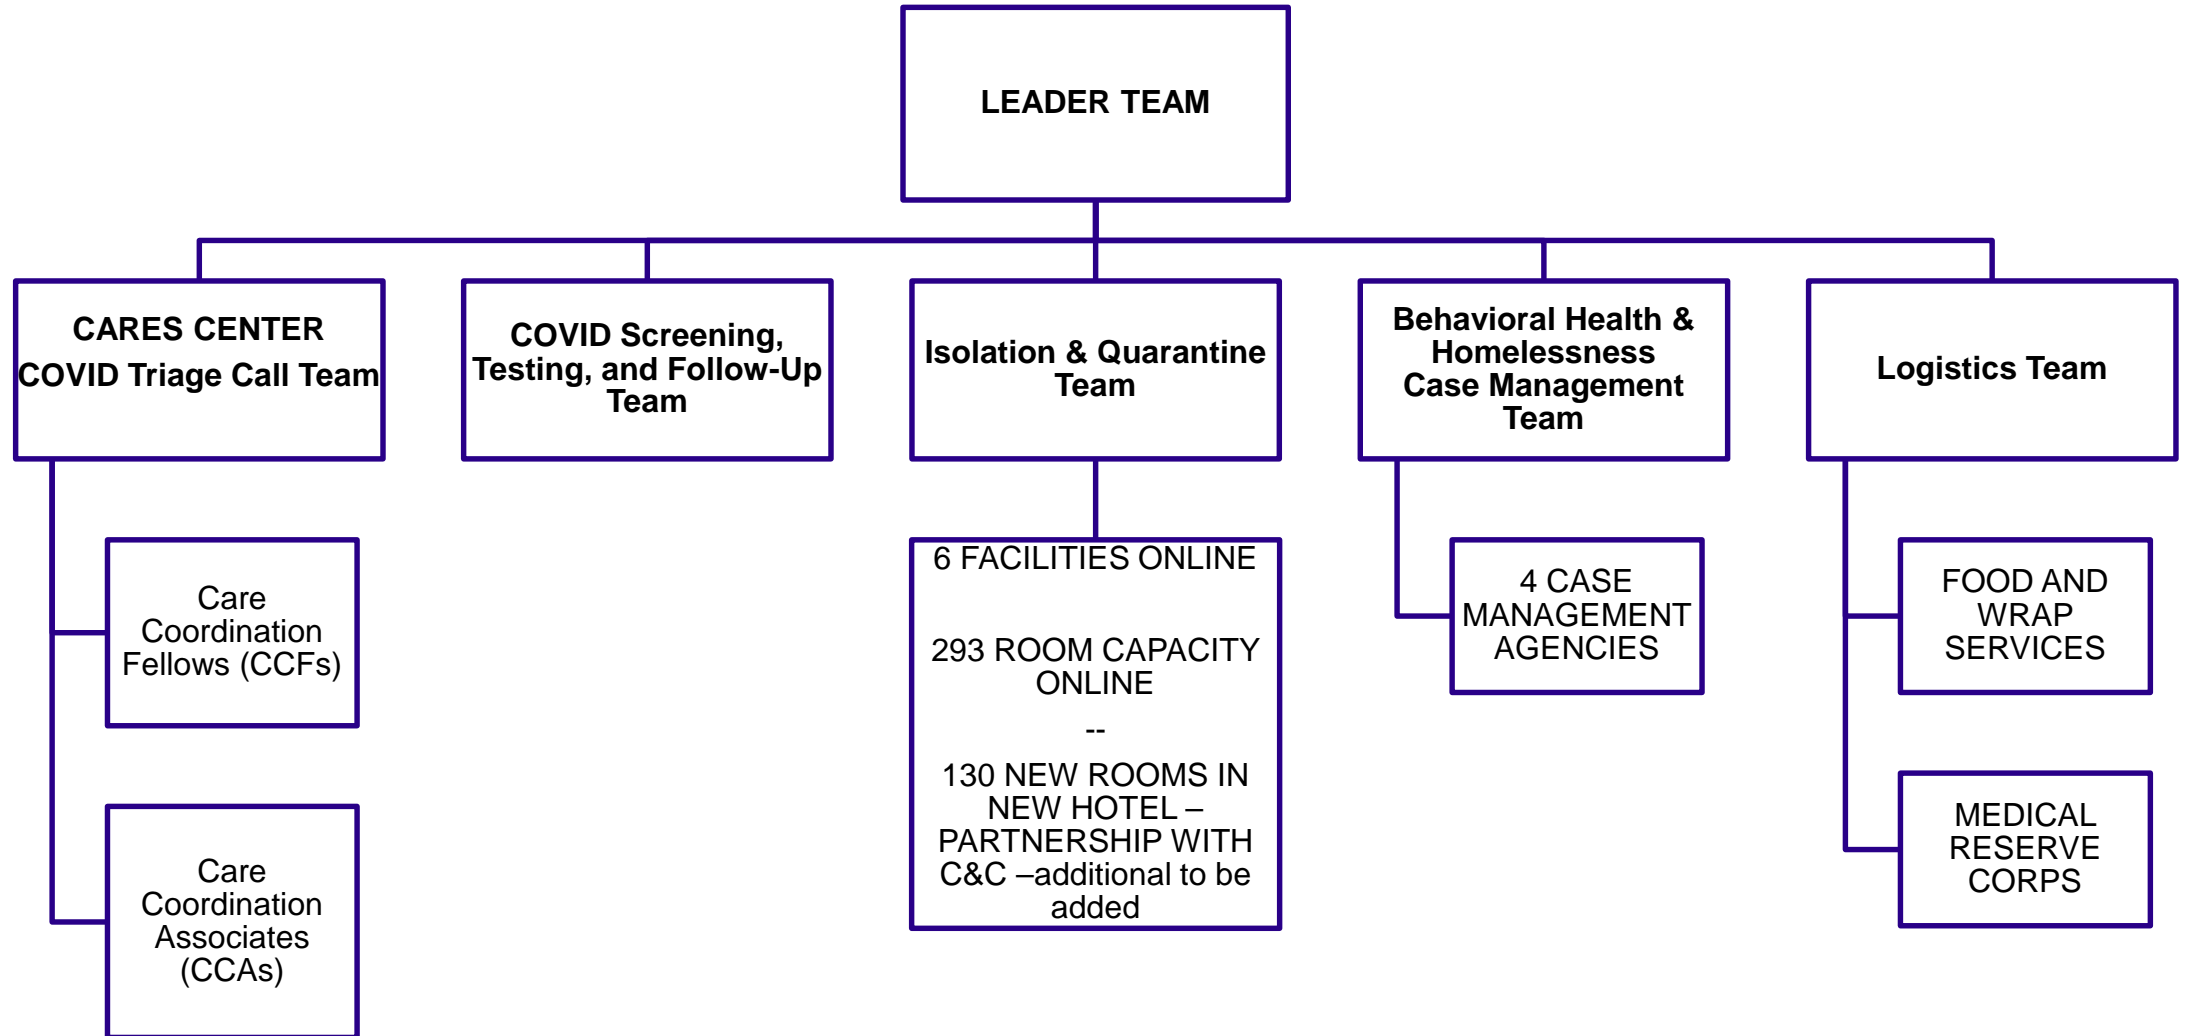 LEADER TEAM
CARES CENTER
COVID Triage Call Team
COVID Screening,
Testing, and Follow-Up
Team
Isolation & Quarantine
Team
Behavioral Health &
Homelessness
Case Management
Team
Logistics Team
Care
Coordination
Fellows (CCFs)
Care
Coordination
Associates
(CCAs)
6 FACILITIES ONLINE
293 ROOM CAPACITY
ONLINE
--
130 NEW ROOMS IN
NEW HOTEL –
PARTNERSHIP WITH
C&C –additional to be
added
4 CASE
MANAGEMENT
AGENCIES
FOOD AND
WRAP
SERVICES
MEDICAL
RESERVE
CORPS